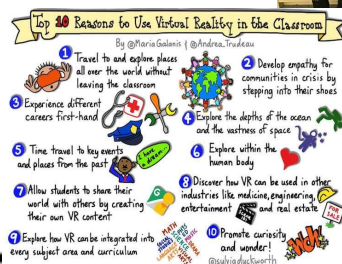 Top 10 Reasons to Use Virtual Reality in the Classroom
By @MariaGalanis & @Andrea_Trudeau
1 Travel to and explore places
all over the world without
leaving the classroom
2 Develop empathy for
communities in crisis by
stepping into their shoes
3 Experience different
careers first-hand
4 Explore the depths of the ocean
and the vastness of space
5 Time travel to key events
and places from the past
I have
a dream...
6 Explore within the
human body
7 Allow students to share their
world with others by creating
their own VR content
8 Discover how VR can be used in other
industries like medicine, engineering,
entertainment and real estate
FOR
SALE
9 Explore how VR can be integrated into
every subject area and curriculum
MATH
10 Promote curiosity
and wonder!
@sylviaduckworth